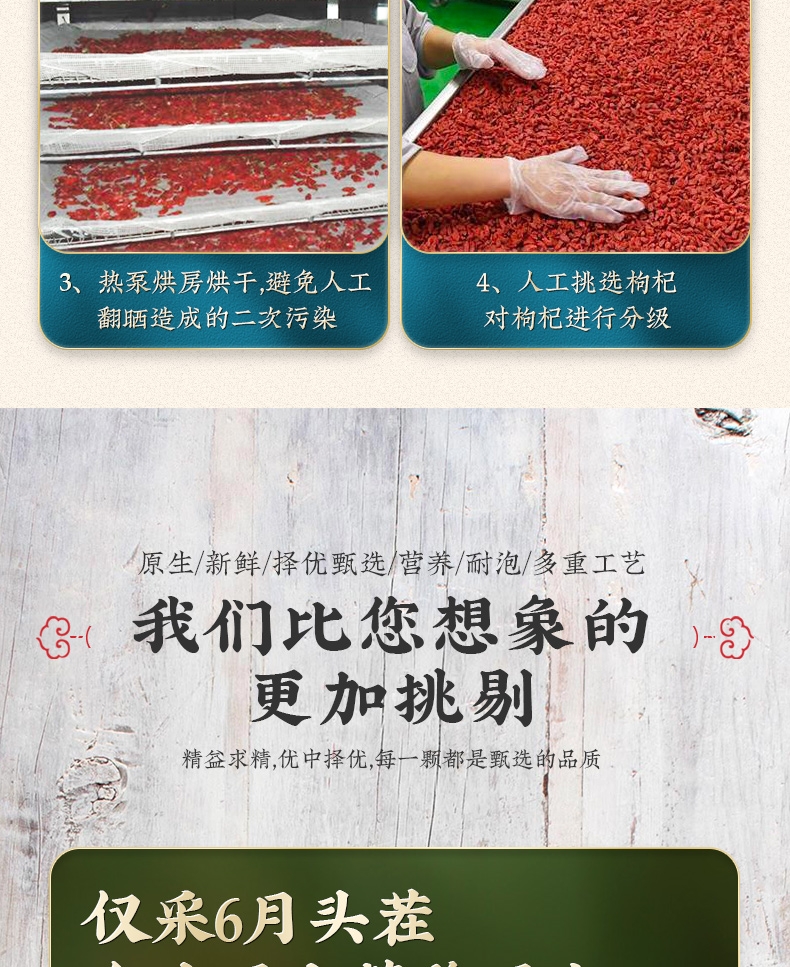 3、热泵烘房烘干,避免人工
翻晒造成的二次污染
4、人工挑选枸杞
对枸杞进行分级
原生/新鲜/择优甄选/营养/耐泡/多重工艺
我们比您想象的
更加挑剔
精益求精,优中择优,每一颗都是甄选的品质
仅采6月头茬